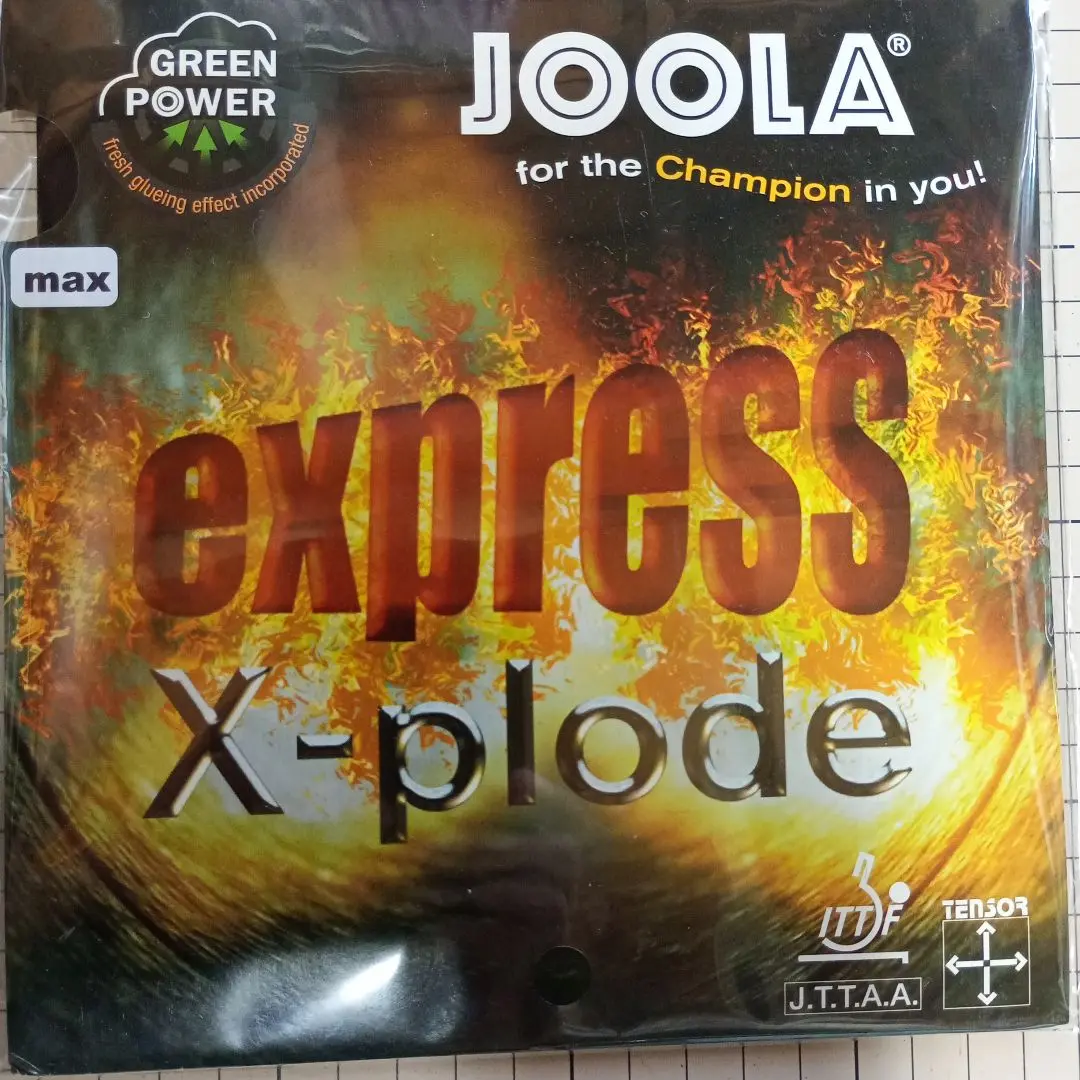 GREEN
POWER
fresh glueing effect incorporated
JOOLA®
for the Champion in you!
max
express
X-plode
ITTF
J.T.T.A.A.
TENSOR